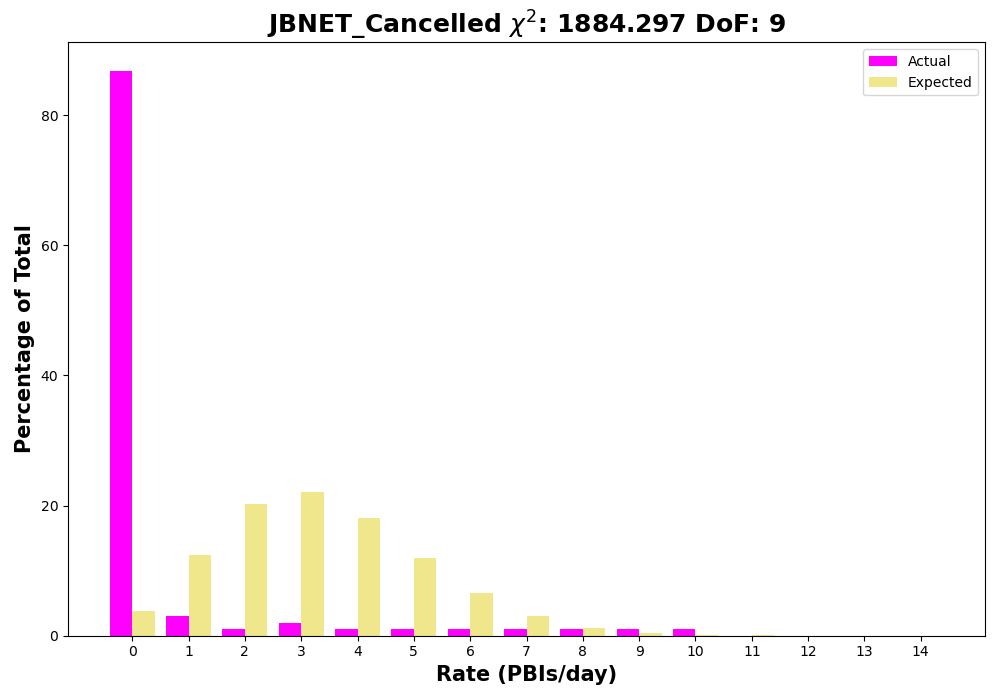 JBNET_Cancelled χ²: 1884.297 DoF: 9
Actual
Expected
Percentage of Total
80
60
40
20
0
0 1 2 3 4 5 6 7 8 9 10 11 12 13 14
Rate (PBIs/day)